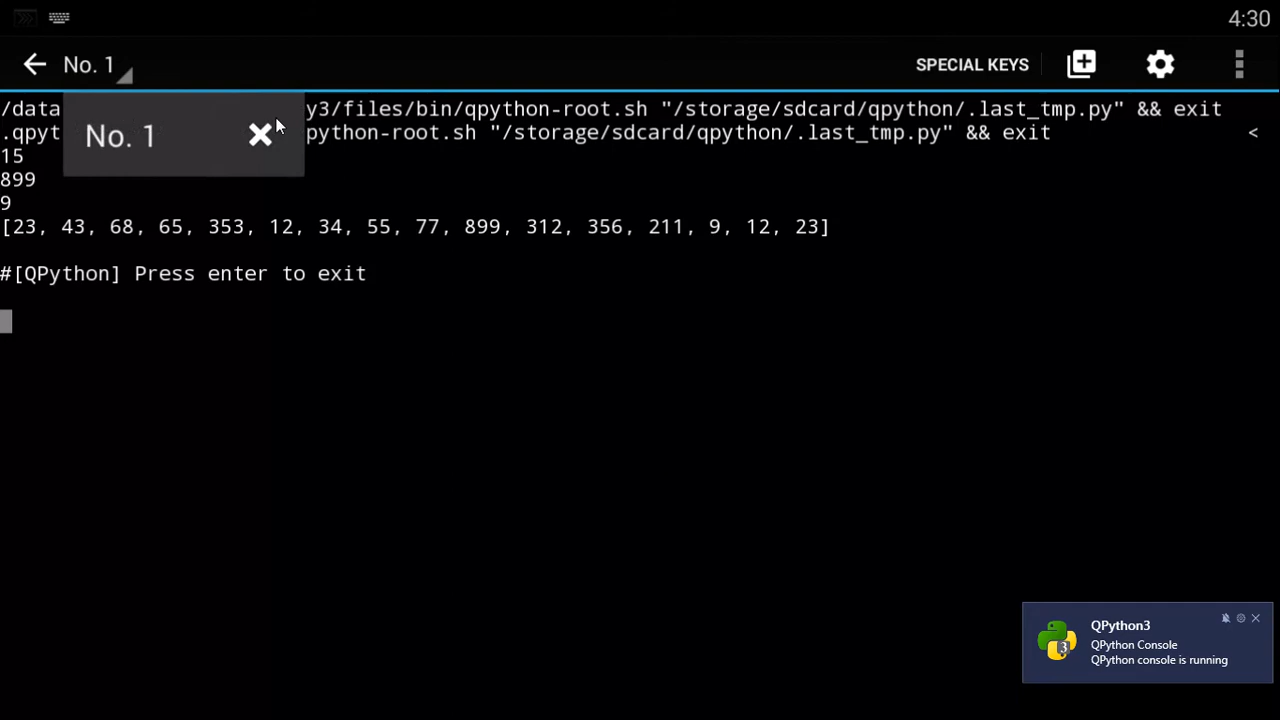 4:30
No. 1
SPECIAL KEYS
/data
y3/files/bin/qpython-root.sh "/storage/sdcard/qpython/.last_tmp.py" && exit
.qpyt
python-root.sh "/storage/sdcard/qpython/.last_tmp.py" && exit <
No. 1
15
899
9
[23, 43, 68, 65, 353, 12, 34, 55, 77, 899, 312, 356, 211, 9, 12, 23]
#[QPython] Press enter to exit
QPython3
QPython Console
QPython console is running
3